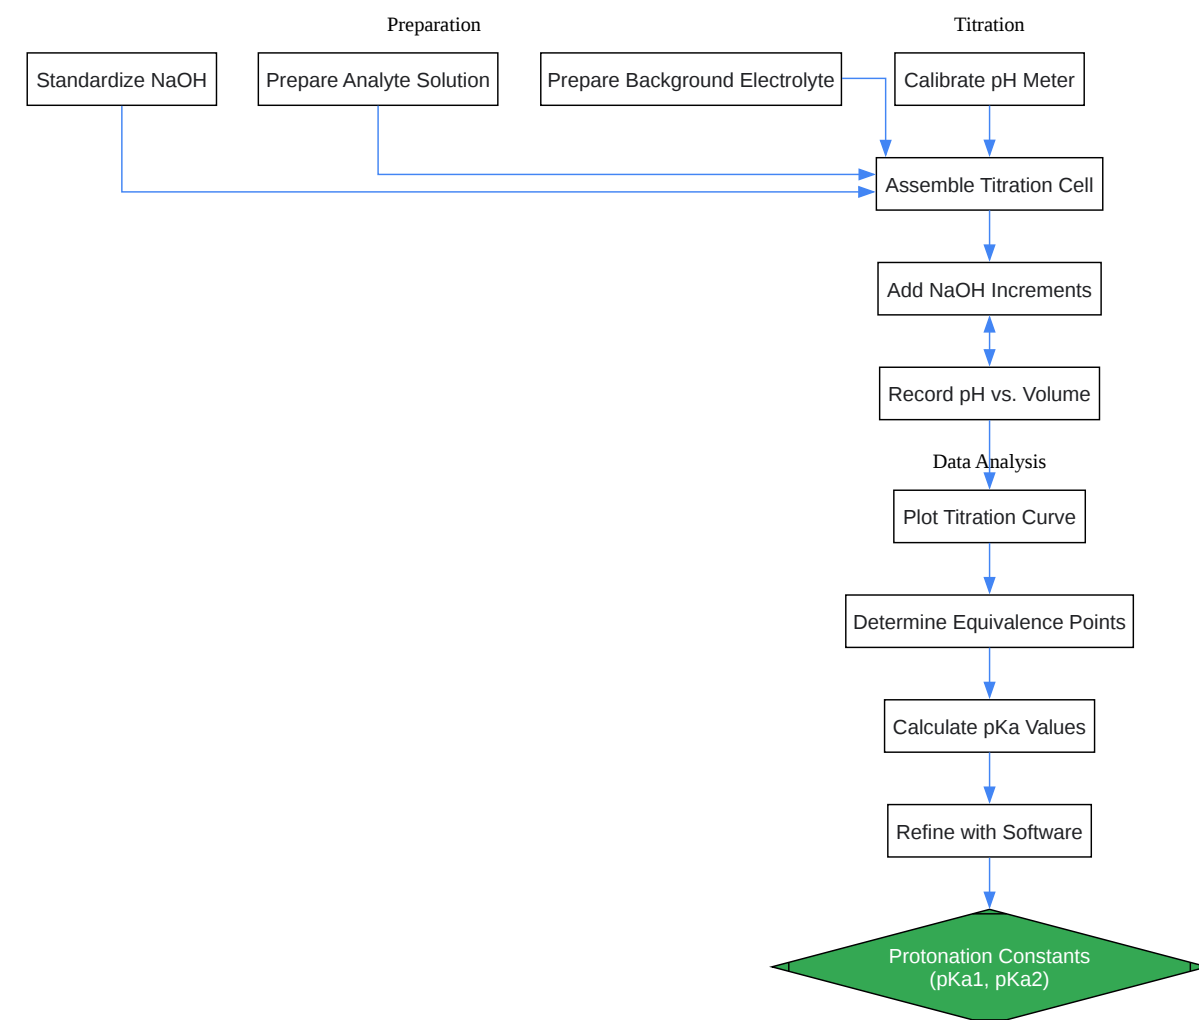 Preparation
Titration
Standardize NaOH
Prepare Analyte Solution
Prepare Background Electrolyte
Calibrate pH Meter
Assemble Titration Cell
Add NaOH Increments
Record pH vs. Volume
Data Analysis
Plot Titration Curve
Determine Equivalence Points
Calculate pKa Values
Refine with Software
Protonation Constants
(pKa1, pKa2)